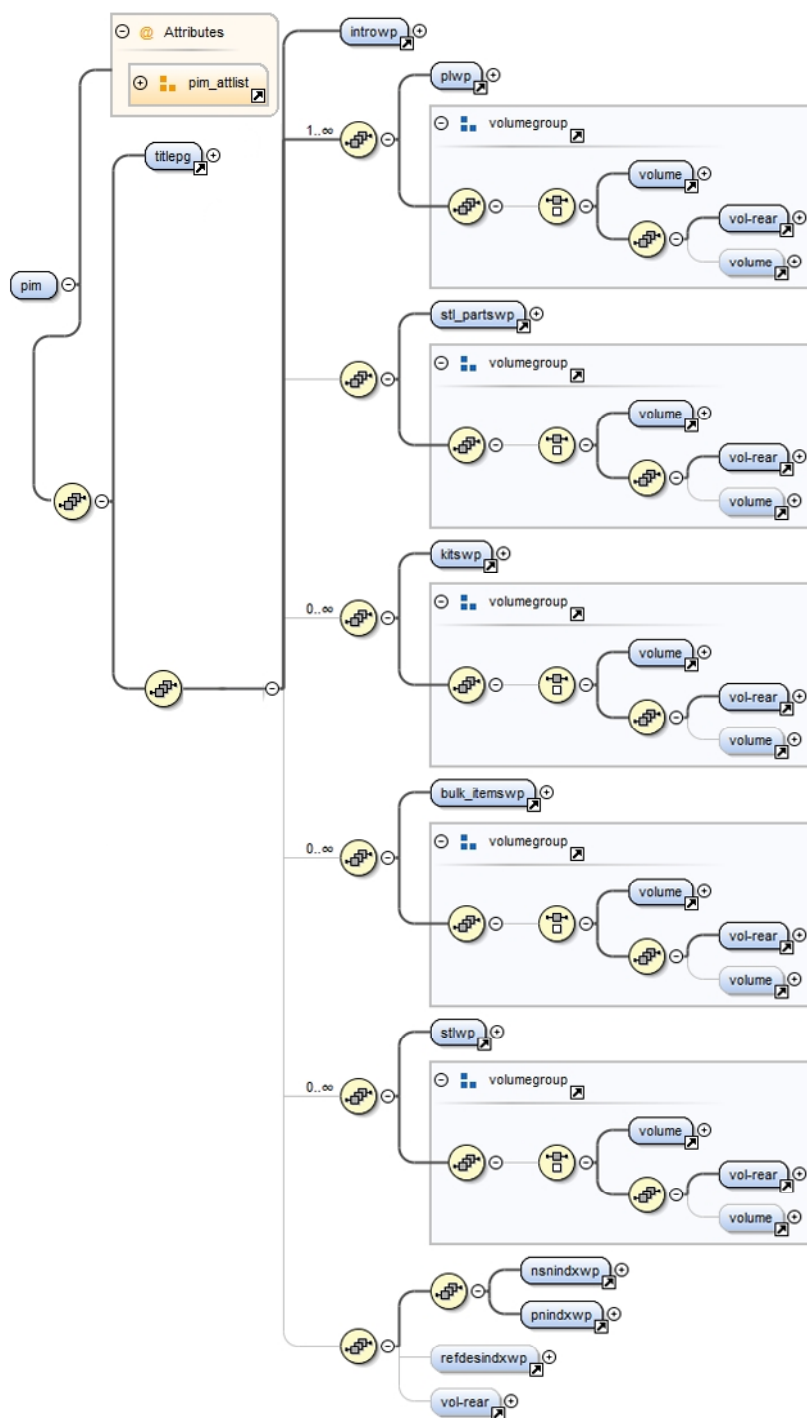 @ Attributes
pim_attlist
titlepg
pim
introwp
1..∞
plwp
volumegroup
volume
vol-rear
volume
stl_partswp
volumegroup
volume
vol-rear
volume
0..∞
kitswp
volumegroup
volume
vol-rear
volume
0..∞
bulk_itemswp
volumegroup
volume
vol-rear
volume
0..∞
stlwp
volumegroup
volume
vol-rear
volume
nsnindxwp
pnindxwp
refdesindxwp
vol-rear